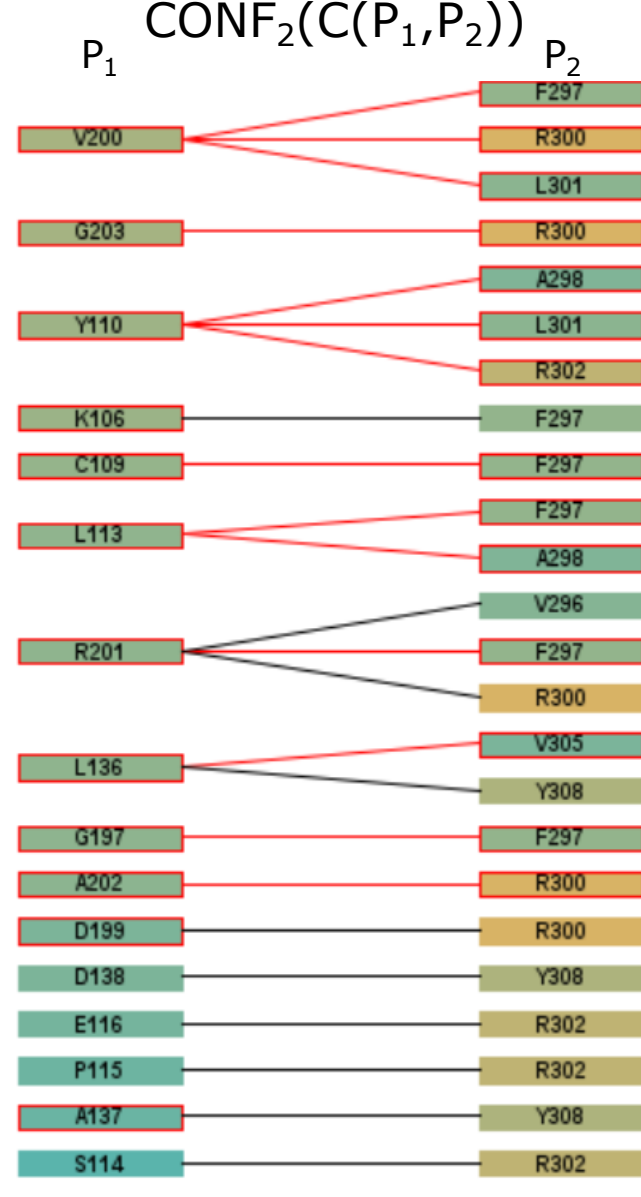 CONF₂(C(P₁,P₂))
P₁ P₂
F297
V200 R300
L301
G203 R300
A298
Y110 L301
R302
K106 F297
C109 F297
F297
L113
A298
V296
R201 F297
R300
V305
L136
Y308
G197 F297
A202 R300
D199 R300
D138 Y308
E116 R302
P115 R302
A137 Y308
S114 R302